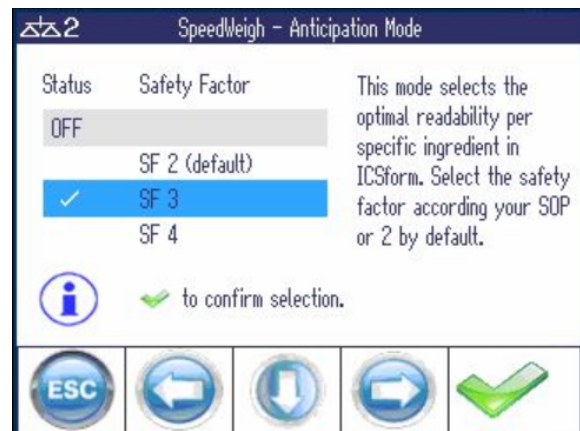 2 SpeedWeigh - Anticipation Mode
Status Safety Factor
OFF
SF 2 (default)
SF 3
SF 4
This mode selects the
optimal readability per
specific ingredient in
ICSform. Select the safety
factor according your SOP
or 2 by default.
i
to confirm selection.
ESC